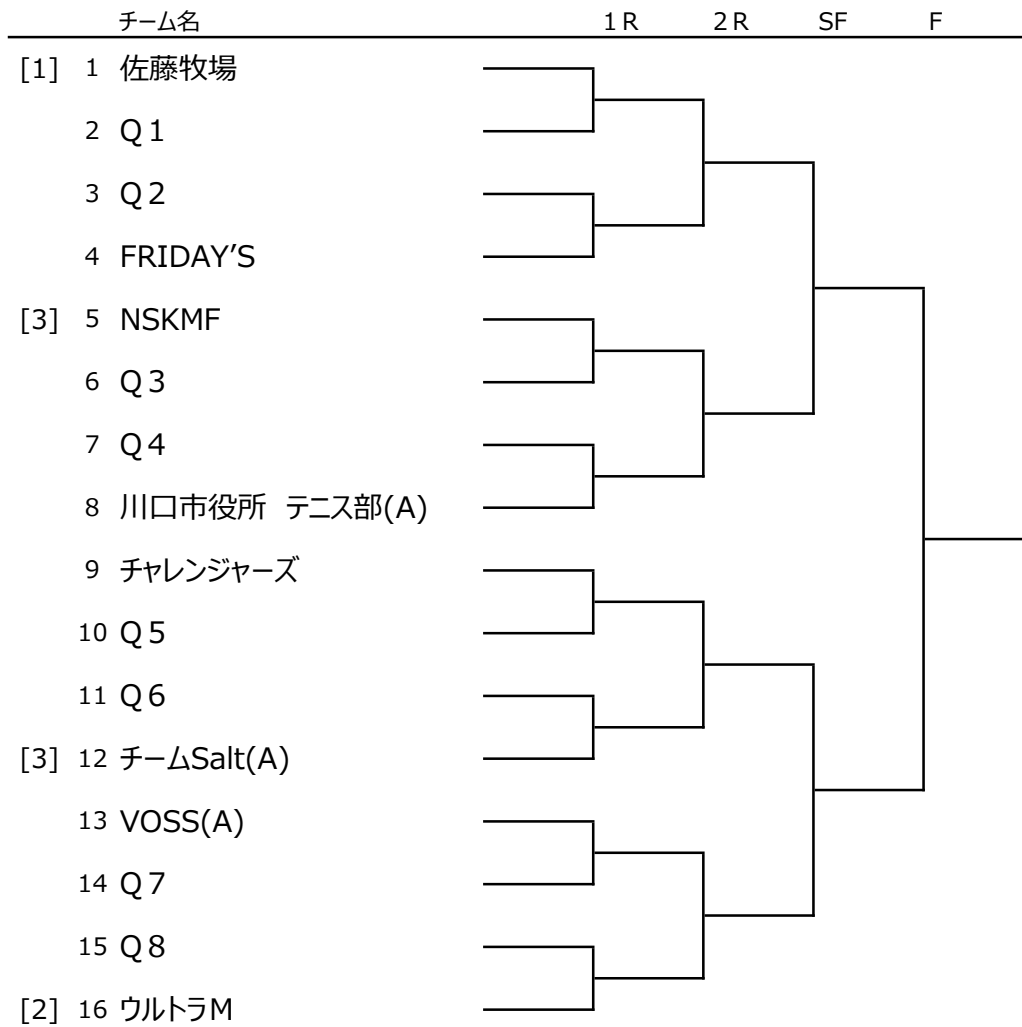 チーム名 1R 2R SF F
[1] 1 佐藤牧場
2 Q1
3 Q2
4 FRIDAY’S
[3] 5 NSKMF
6 Q3
7 Q4
8 川口市役所　テニス部(A)
9 チャレンジャーズ
10 Q5
11 Q6
[3] 12 チームSalt(A)
13 VOSS(A)
14 Q7
15 Q8
[2] 16 ウルトラM